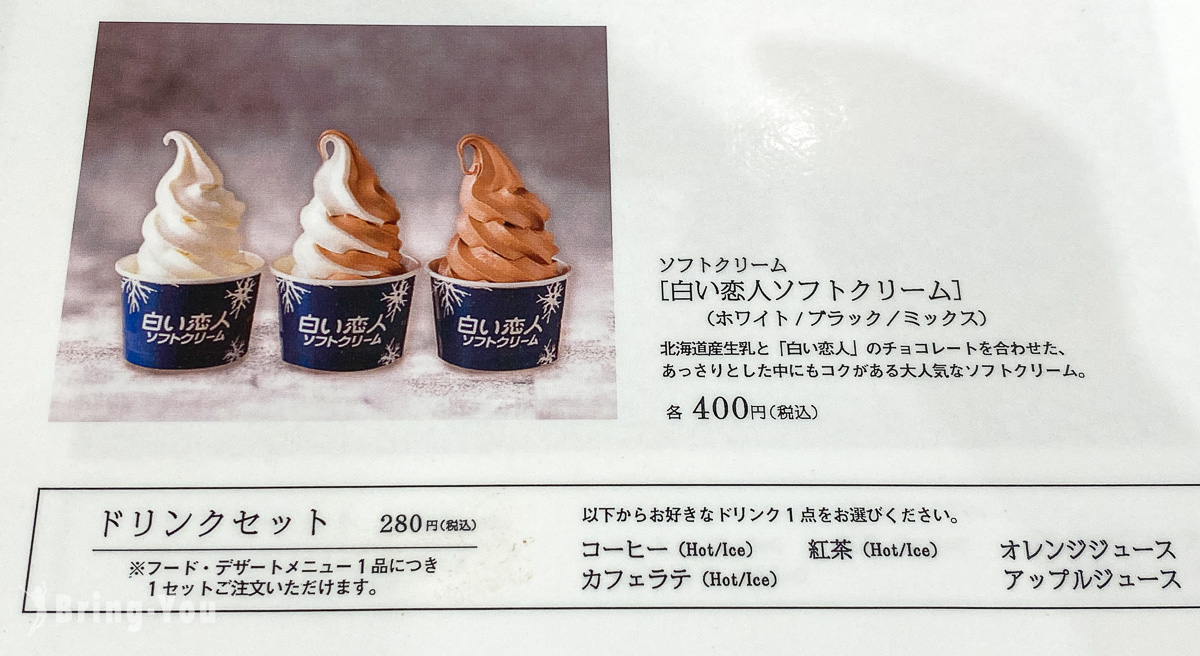 白い恋人
ソフトクリーム
白い恋人
ソフトクリーム
白い恋人
ソフトクリーム
ソフトクリーム
[白い恋人ソフトクリーム]
（ホワイト/ブラック/ミックス）
北海道産生乳と「白い恋人」のチョコレートを合わせた、
あっさりとした中にもコクがある大人気なソフトクリーム。
各 400円(税込)
ドリンクセット 280円(税込)
※フード・デザートメニュー1品につき
1セットご注文いただけます。
以下からお好きなドリンク1点をお選びください。
コーヒー (Hot/Ice) 紅茶 (Hot/Ice) オレンジジュース
カフェラテ (Hot/Ice) アップルジュース
Bring-You